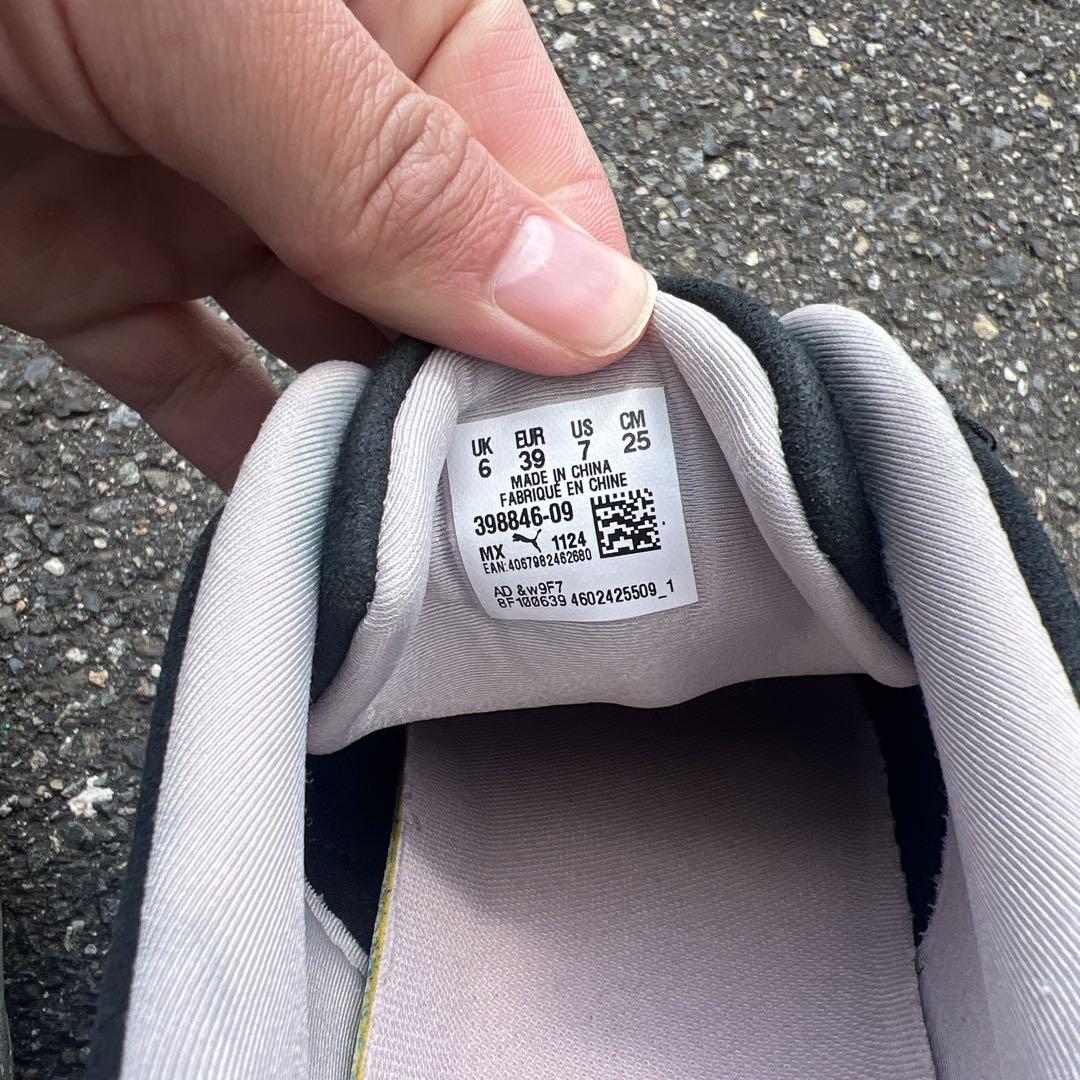 UK EUR US CM
6 39 7 25
MADE IN CHINA
FABRIQUÉ EN CHINE
398846-09
MX 1124
EAN:4067982462680
AD &w9F7
8F100639 4602425509_1